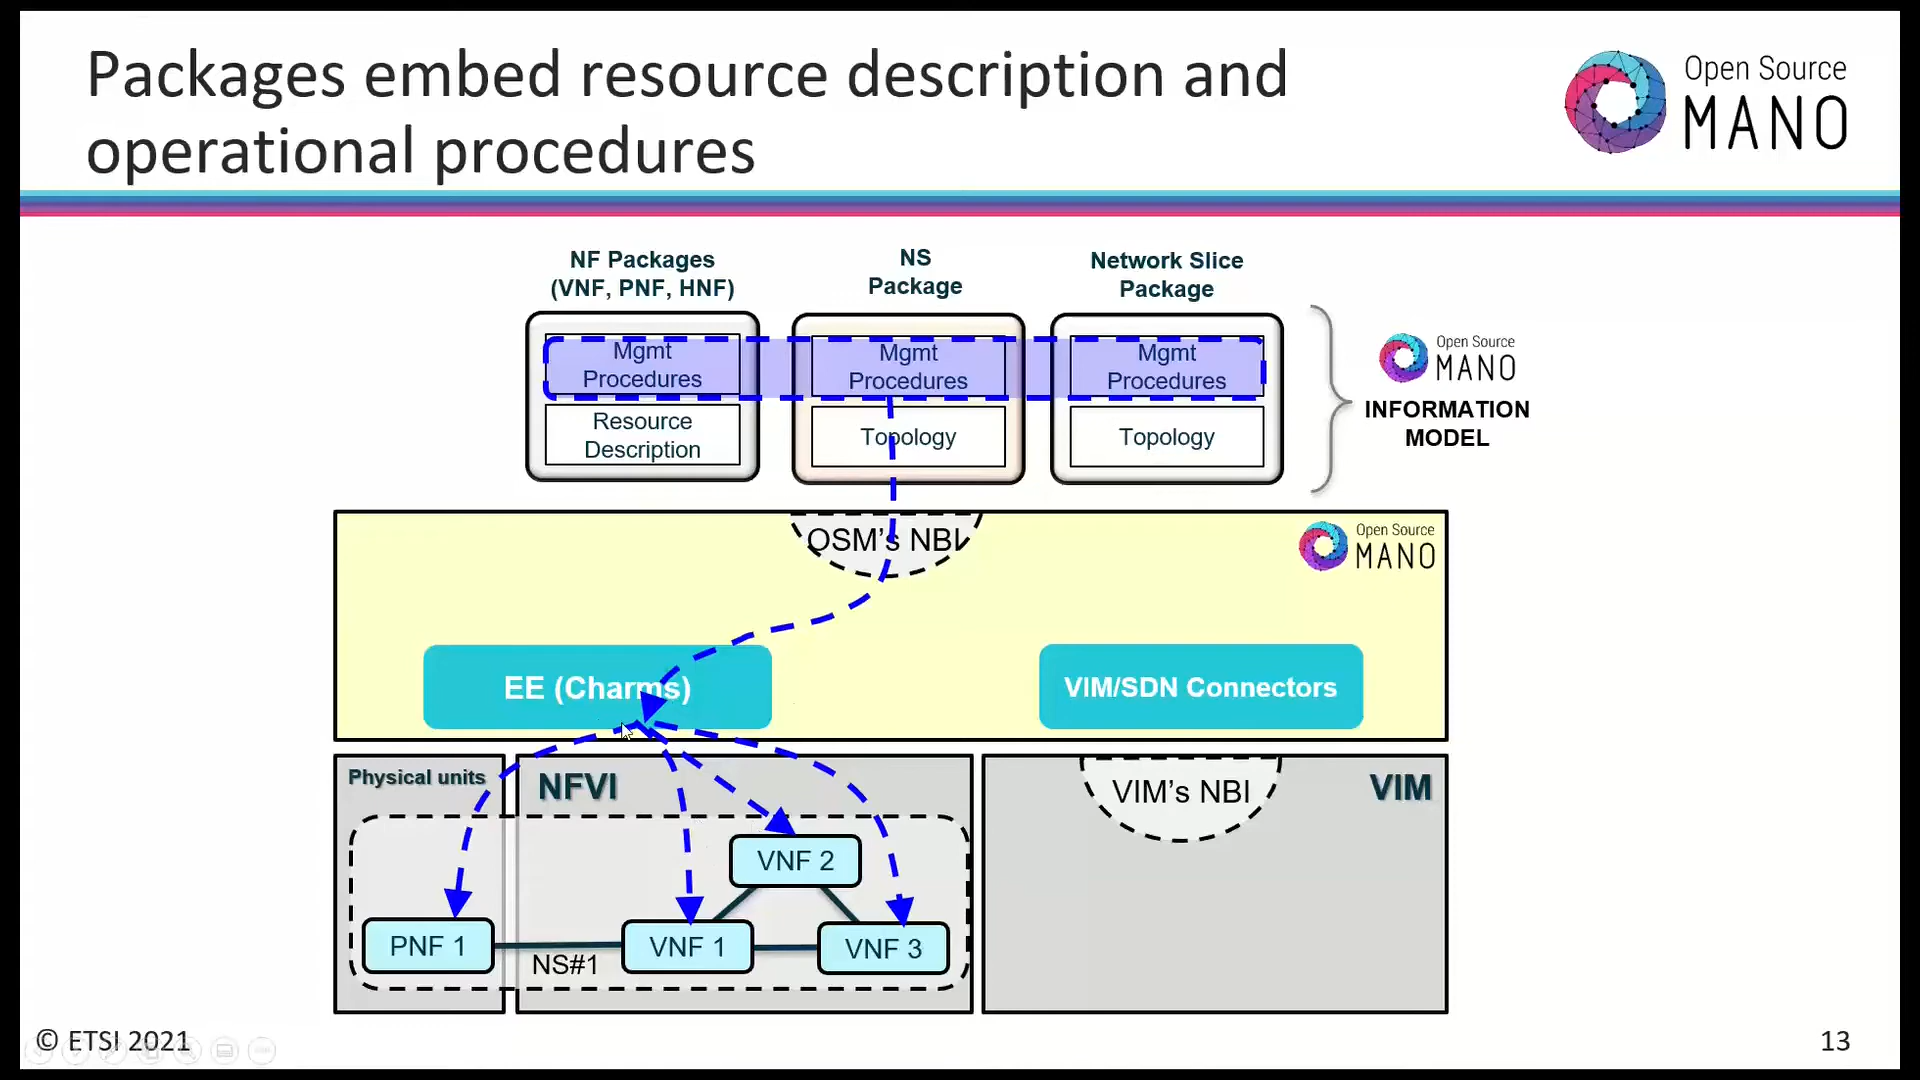 Packages embed resource description and
operational procedures
Open Source
MANO
NF Packages
(VNF, PNF, HNF)
NS
Package
Network Slice
Package
Mgmt
Procedures
Mgmt
Procedures
Mgmt
Procedures
Resource
Description
Topology
Topology
Open Source
MANO
INFORMATION
MODEL
OSM's NBI
Open Source
MANO
EE (Charms)
VIM/SDN Connectors
Physical units
NFVI
VIM's NBI
VIM
VNF 2
PNF 1
VNF 1
VNF 3
NS#1
© ETSI 2021
13